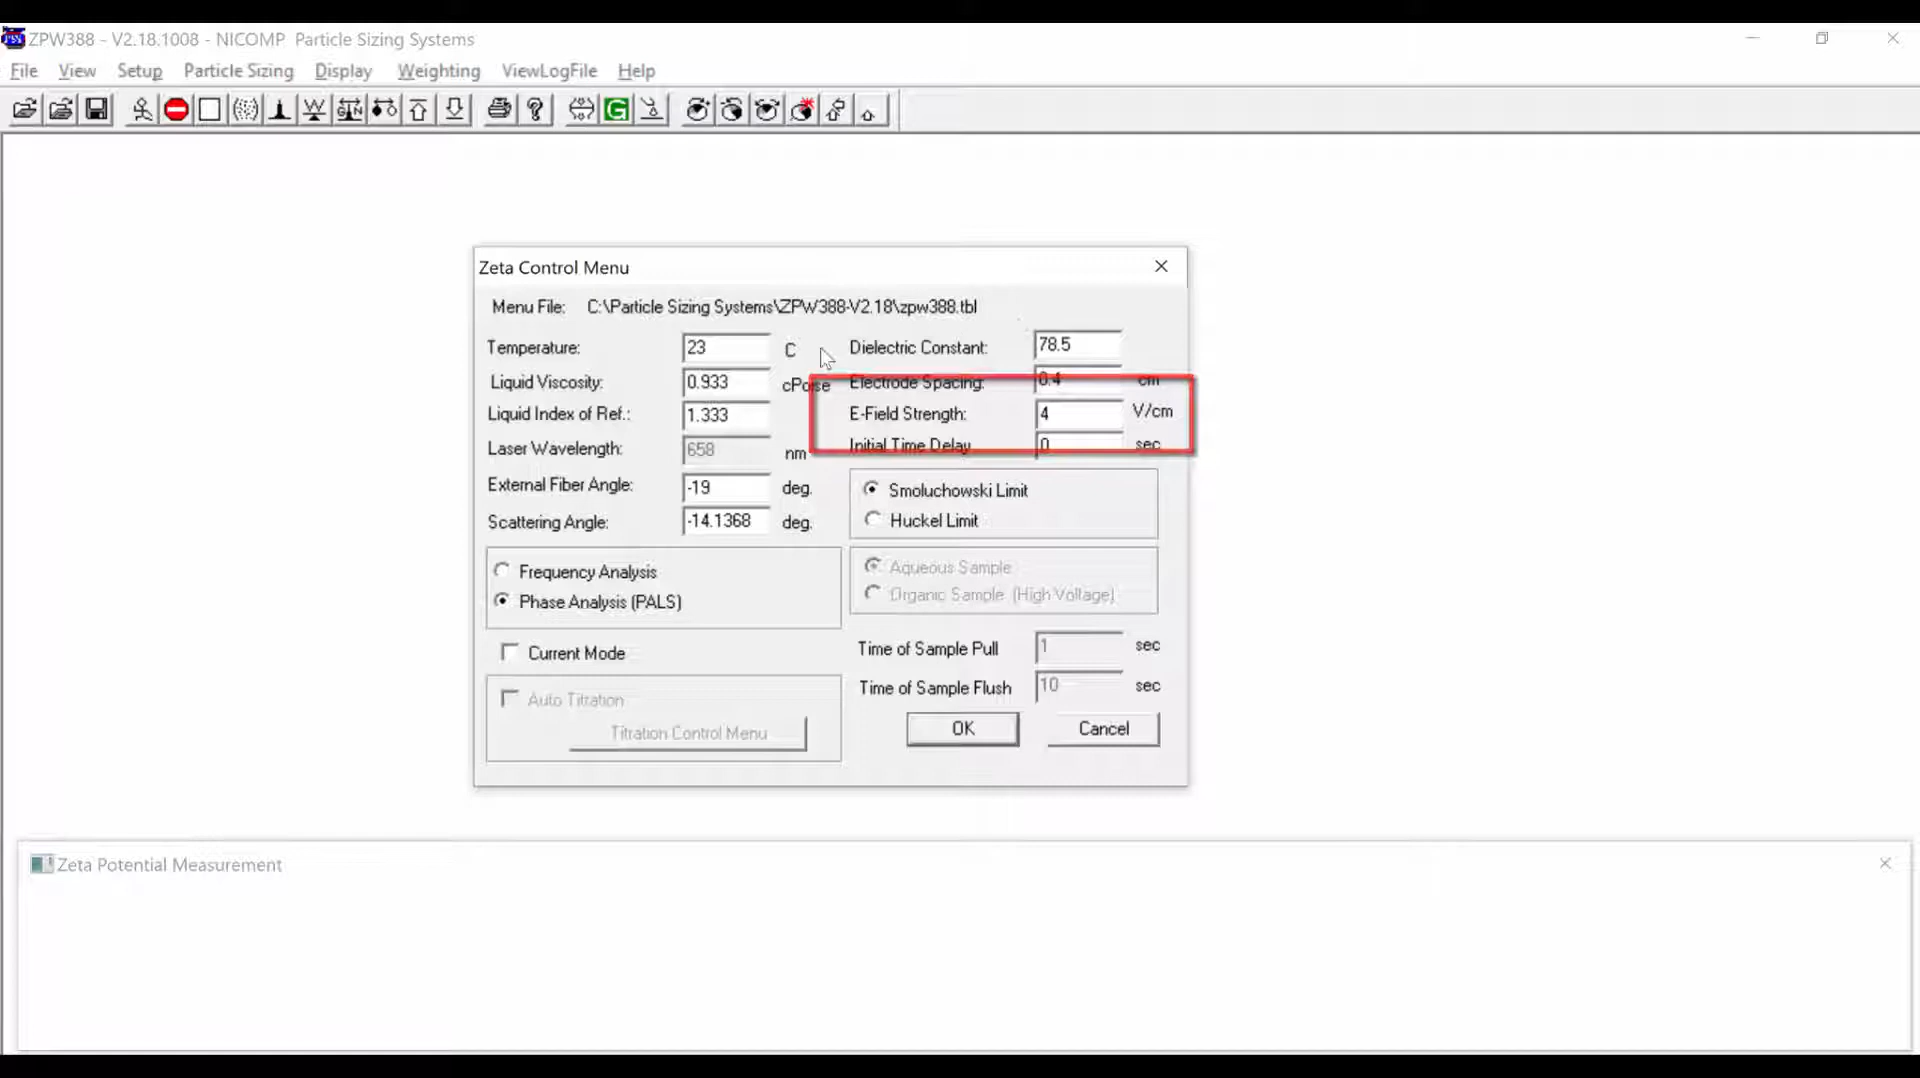 ZPW388 - V2.18.1008 - NICOMP Particle Sizing Systems
File View Setup Particle Sizing Display Weighting ViewLogFile Help
Zeta Control Menu
Menu File: C:\Particle Sizing Systems\ZPW388-V2.18\zpw388.tbl
Temperature: 23 C
Liquid Viscosity: 0.933 cPoise
Liquid Index of Ref.: 1.333
Laser Wavelength: 658 nm
External Fiber Angle: -19 deg.
Scattering Angle: -14.1368 deg.
Dielectric Constant: 78.5
Electrode Spacing: 0.4 cm
E-Field Strength: 4 V/cm
Initial Time Delay 0 sec
Smoluchowski Limit
Huckel Limit
Frequency Analysis
Phase Analysis (PALS)
Aqueous Sample
Organic Sample (High Voltage)
Current Mode
Auto Titration
Titration Control Menu
Time of Sample Pull 1 sec
Time of Sample Flush 10 sec
OK Cancel
Zeta Potential Measurement